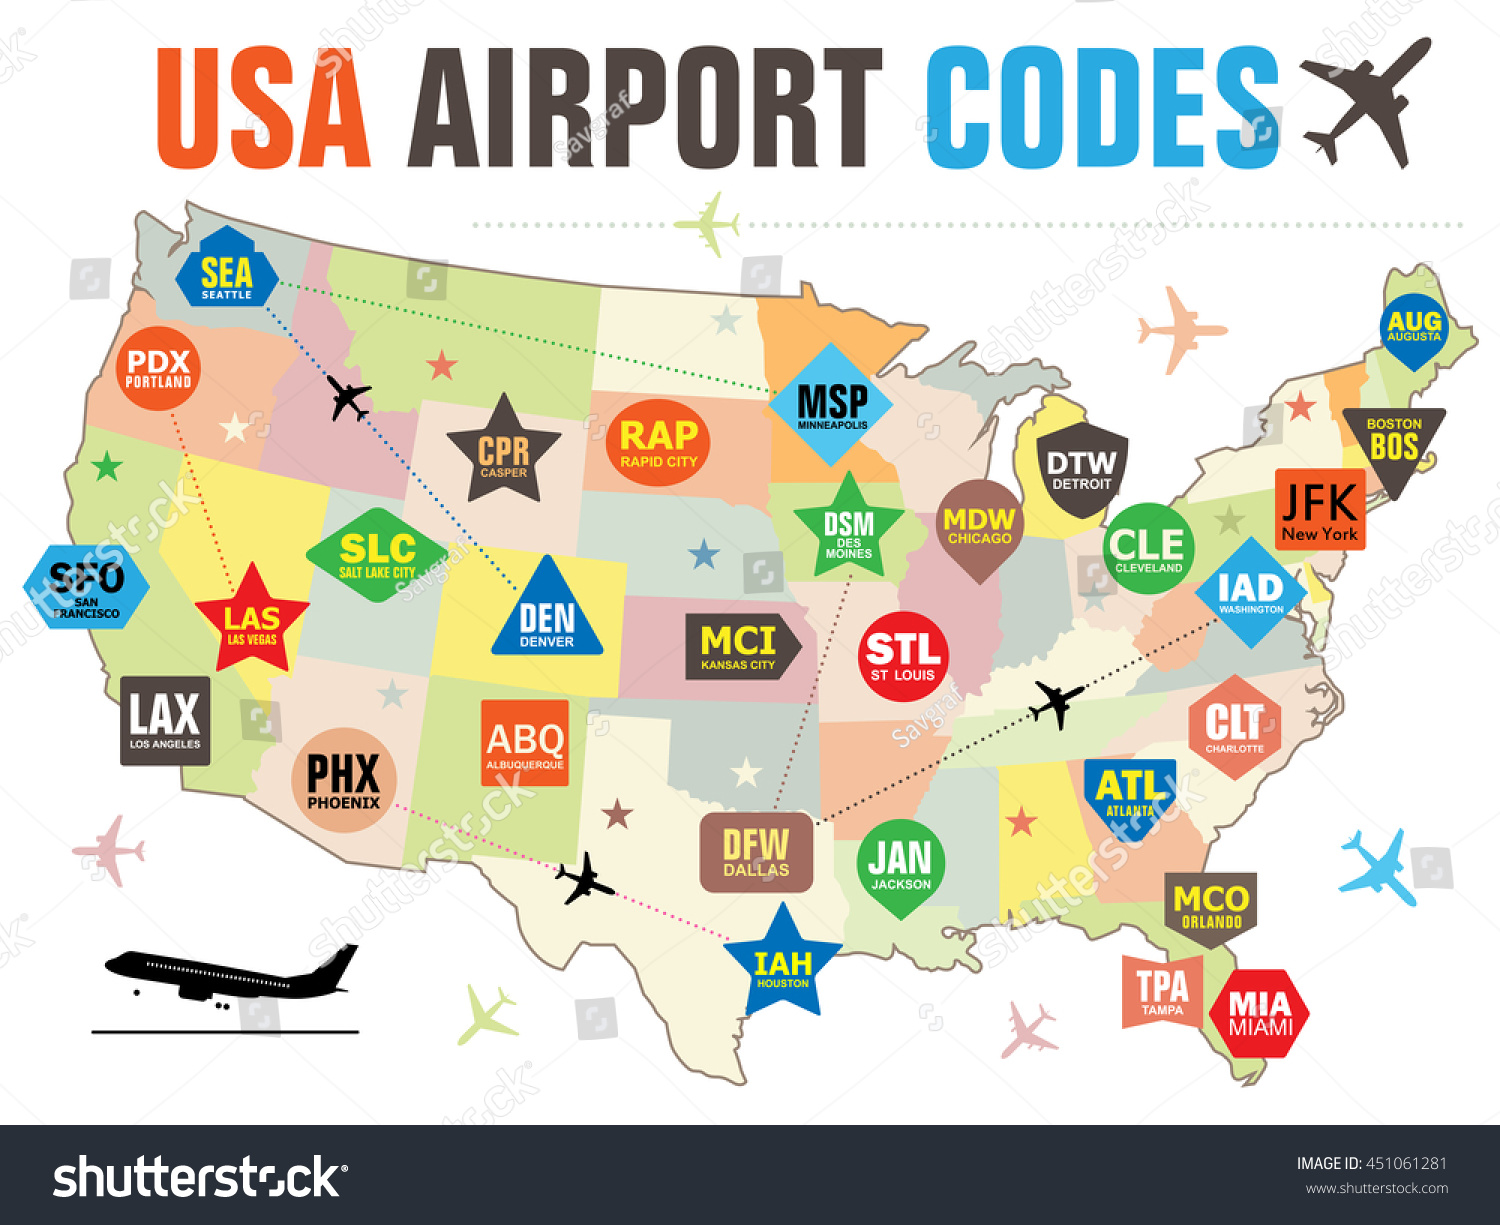 USA AIRPORT CODES
SEA
SEATTLE
PDX
PORTLAND
AUG
AUGUSTA
MSP
MINNEAPOLIS
CPR
CASPER
RAP
RAPID CITY
BOSTON
BOS
DTW
DETROIT
JFK
New York
MDW
CHICAGO
DSM
DES
MOINES
CLE
CLEVELAND
SLC
SALT LAKE CITY
SFO
SAN
FRANCISCO
LAS
LAS VEGAS
DEN
DENVER
IAD
WASHINGTON
MCI
KANSAS CITY
STL
ST LOUIS
LAX
LOS ANGELES
ABQ
ALBUQUERQUE
CLT
CHARLOTTE
PHX
PHOENIX
ATL
ATLANTA
DFW
DALLAS
JAN
JACKSON
MCO
ORLANDO
IAH
HOUSTON
TPA
TAMPA
MIA
MIAMI
shutterstock
Savgraf
shutterstock
IMAGE ID: 451061281
www.shutterstock.com